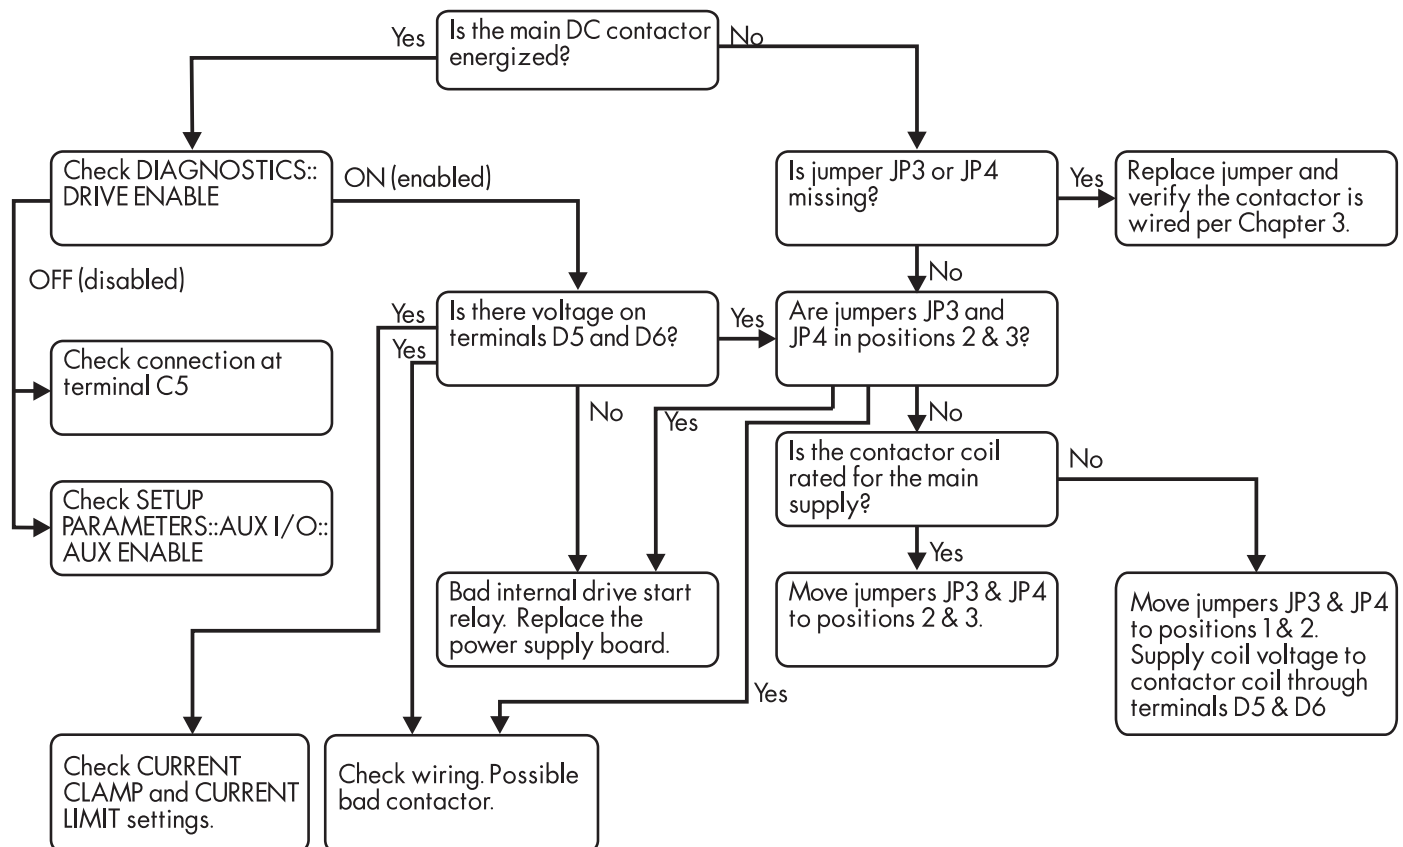 Is the main DC contactor
energized?
Yes
No
Check DIAGNOSTICS::
DRIVE ENABLE
ON (enabled)
Is jumper JP3 or JP4
missing?
Yes
Replace jumper and
verify the contactor is
wired per Chapter 3.
OFF (disabled)
No
Is there voltage on
terminals D5 and D6?
Yes
Yes
Yes
Are jumpers JP3 and
JP4 in positions 2 & 3?
Check connection at
terminal C5
No
Yes
No
Is the contactor coil
rated for the main
supply?
No
Check SETUP
PARAMETERS::AUX I/O::
AUX ENABLE
Yes
Bad internal drive start
relay. Replace the
power supply board.
Move jumpers JP3 & JP4
to positions 2 & 3.
Move jumpers JP3 & JP4
to positions 1 & 2.
Supply coil voltage to
contactor coil through
terminals D5 & D6
Yes
Check CURRENT
CLAMP and CURRENT
LIMIT settings.
Check wiring. Possible
bad contactor.